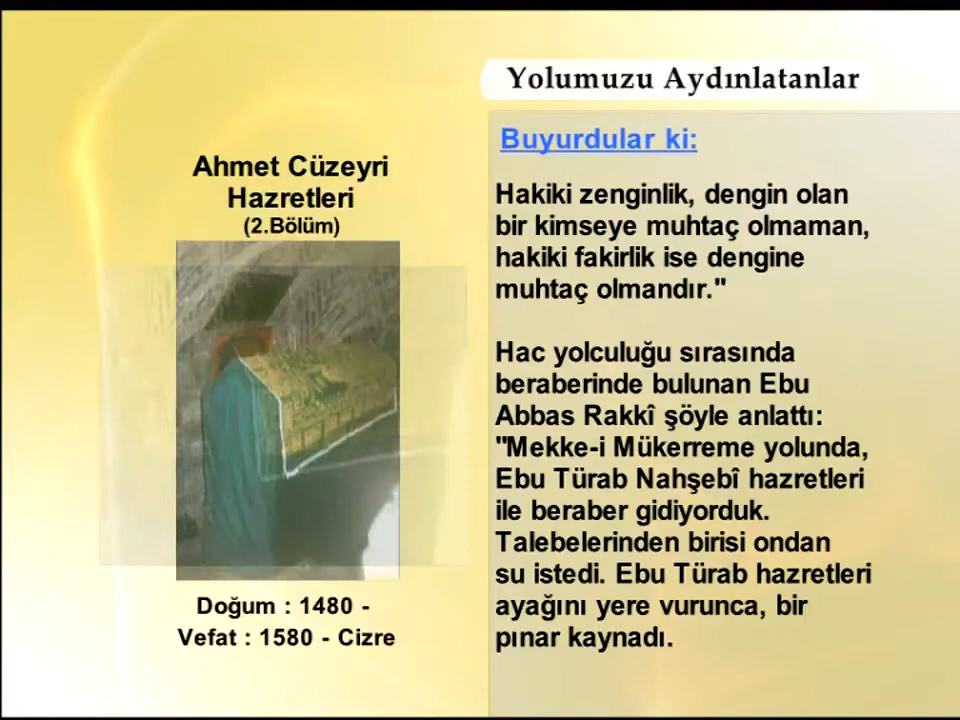 Yolumuzu Aydınlatanlar
Ahmet Cüzeyri
Hazretleri
(2.Bölüm)
Doğum : 1480 -
Vefat : 1580 - Cizre
Buyurdular ki:
Hakiki zenginlik, dengin olan
bir kimseye muhtaç olmaman,
hakiki fakirlik ise dengine
muhtaç olmandır."
Hac yolculuğu sırasında
beraberinde bulunan Ebu
Abbas Rakkî şöyle anlattı:
"Mekke-i Mükerreme yolunda,
Ebu Türab Nahşebî hazretleri
ile beraber gidiyorduk.
Talebelerinden birisi ondan
su istedi. Ebu Türab hazretleri
ayağını yere vurunca, bir
pınar kaynadı.